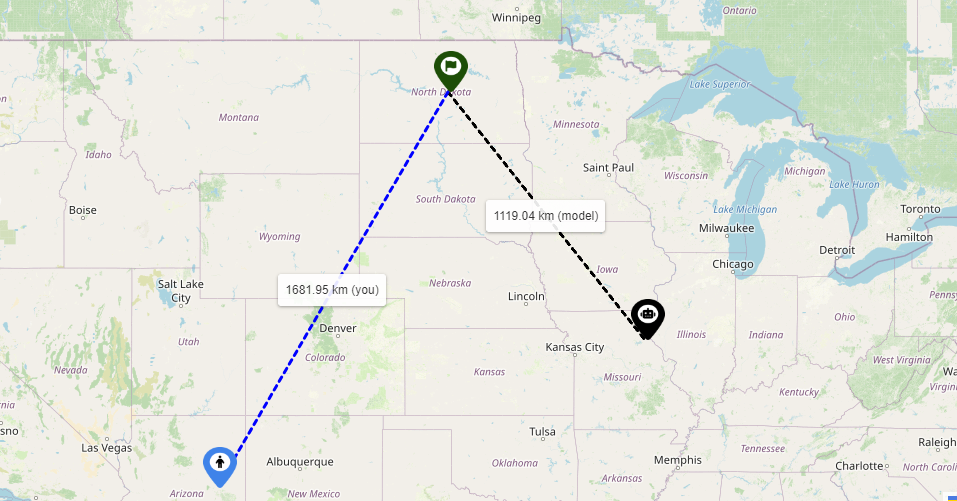 Winnipeg
Ontario
North Dakota
Lake Superior
Montana
Minnesota
Idaho
Saint Paul
Wisconsin
Michigan
Lake Huron
Boise
South Dakota
Lake Michigan
Toronto
1119.04 km (model)
Milwaukee
Hamilton
Wyoming
Detroit
Chicago
Iowa
Salt Lake
City
1681.95 km (you)
Nebraska
Lincoln
Ohio
Denver
Illinois
Indiana
Utah
Kansas City
Colorado
West Virginia
Nevada
Kansas
Missouri
Kentucky
Las Vegas
Tulsa
Albuquerque
Memphis
Tennessee
Charlotte
Oklahoma
Arkansas
North Carol
Arizona
New Mexico